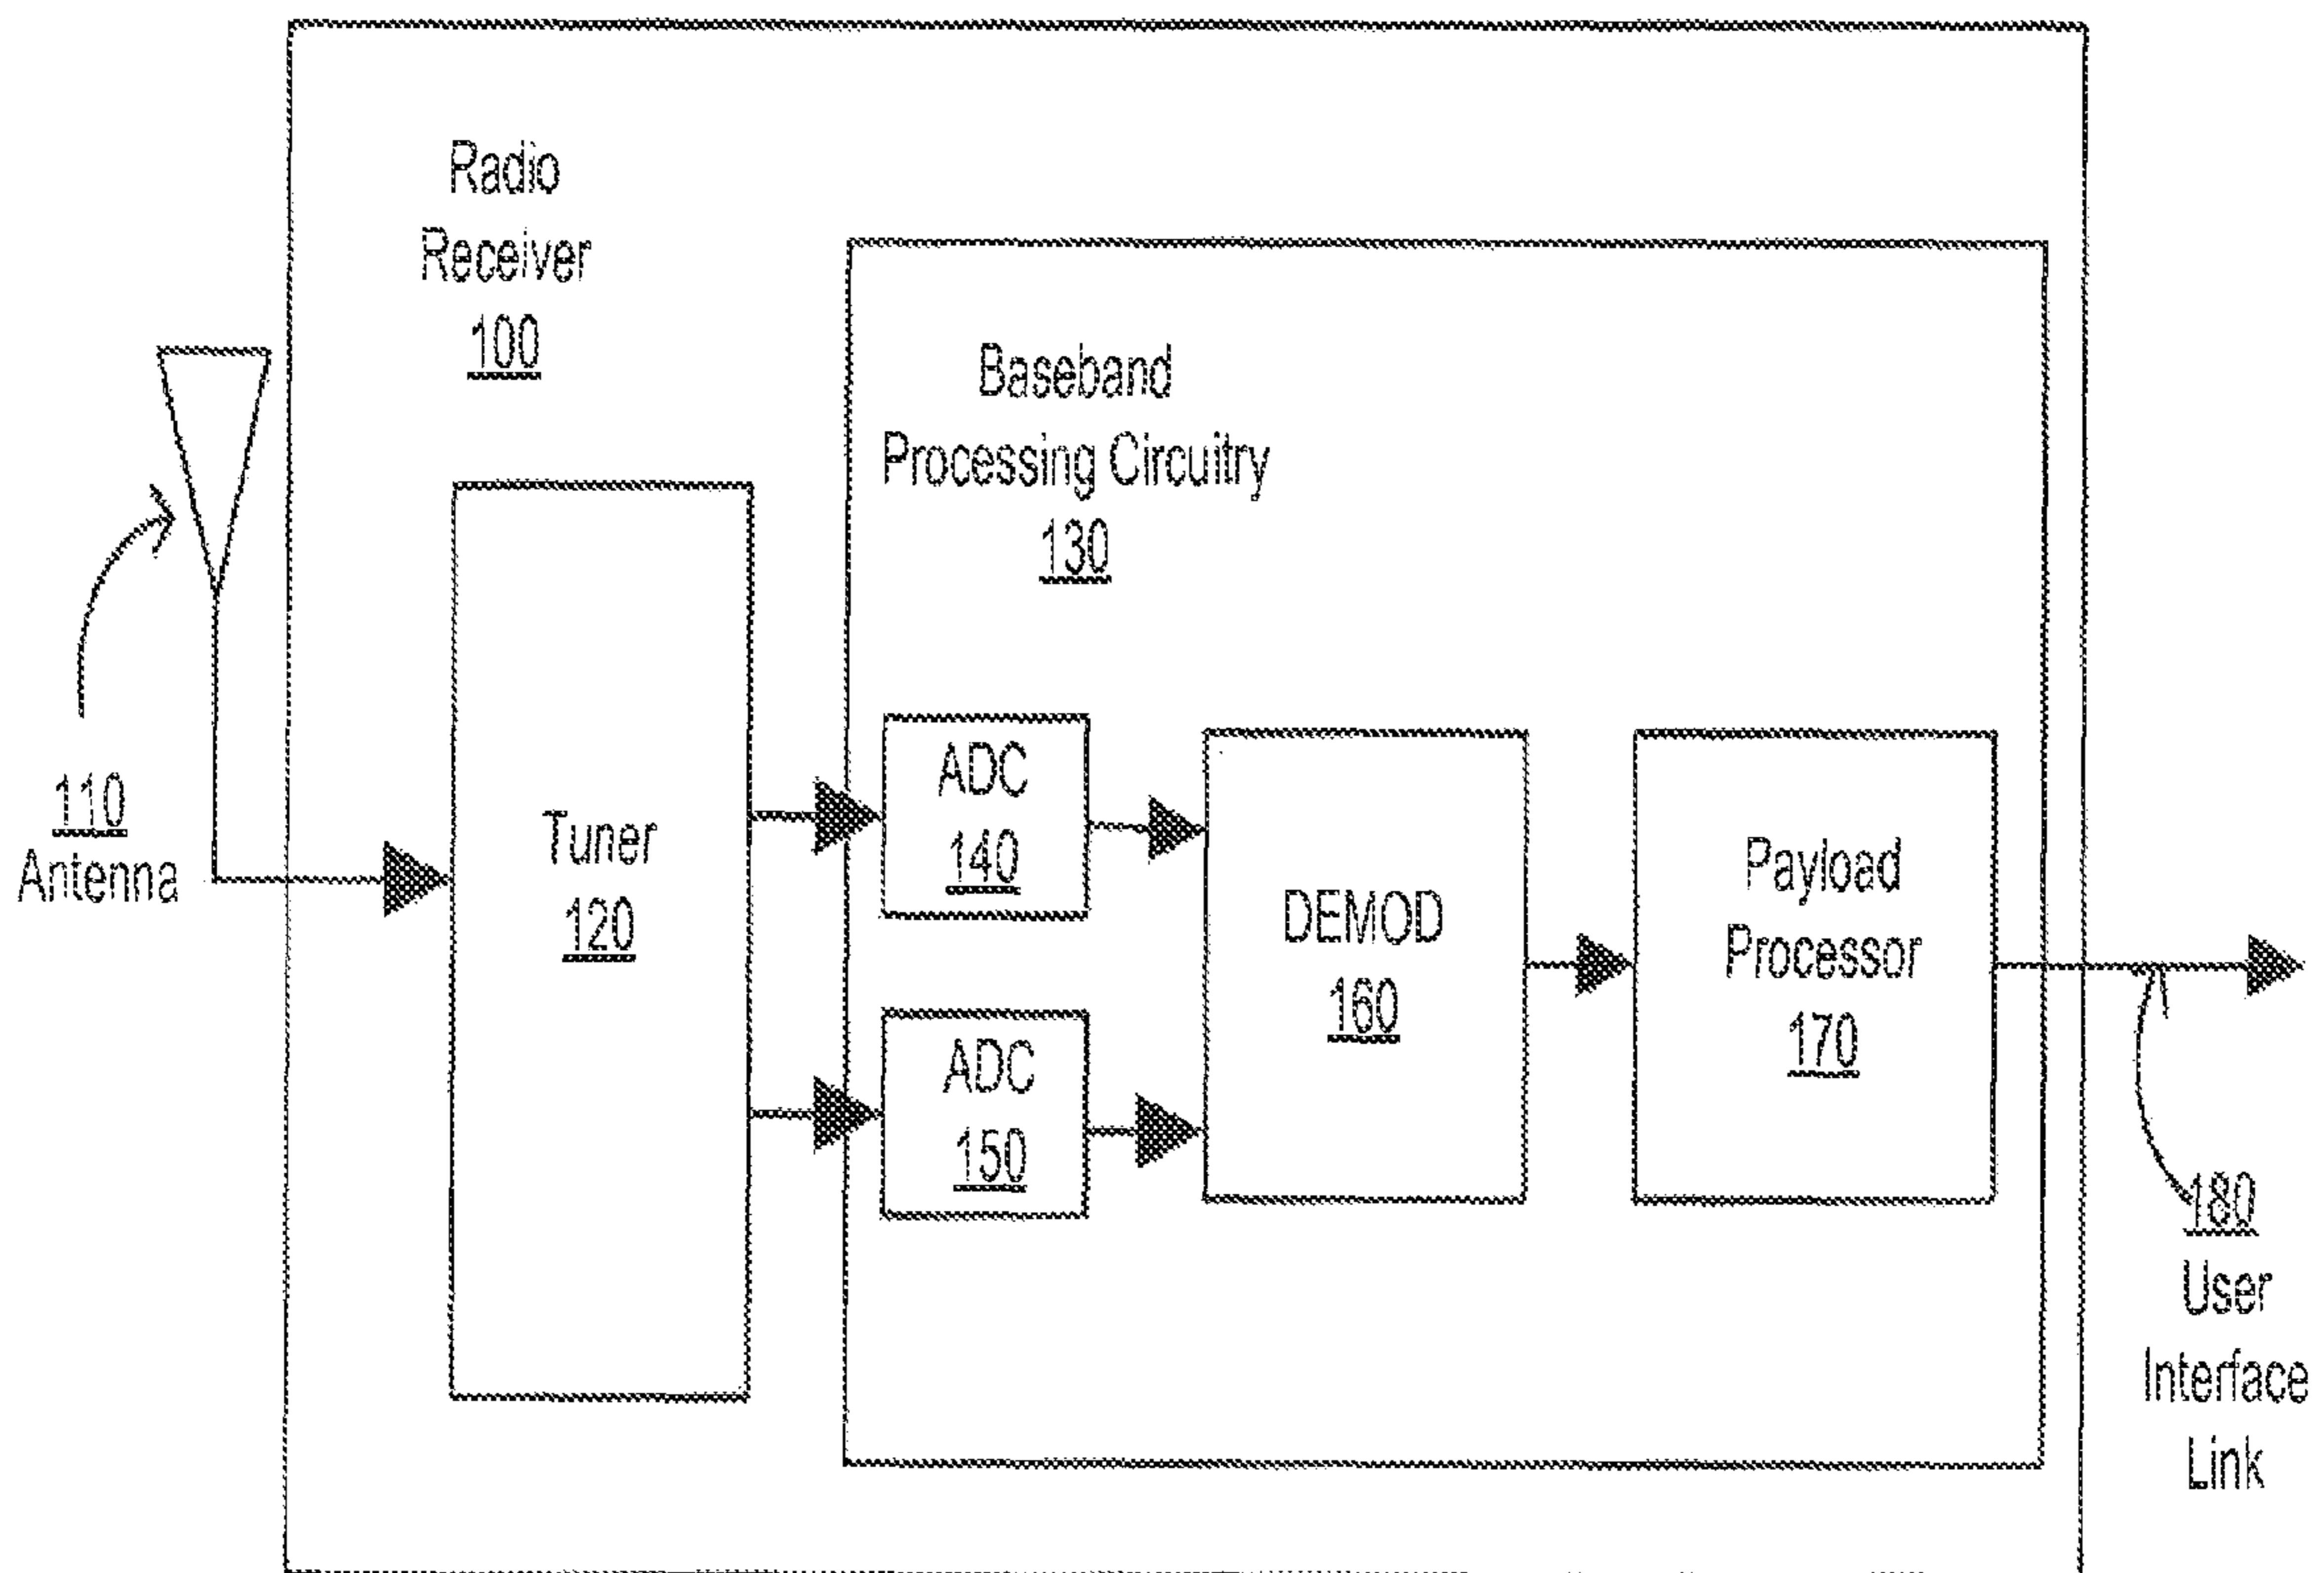 Radio
Receiver
100
Baseband
Processing Circuitry
130
110
Antenna
Tuner
120
ADC
140
ADC
150
DEMOD
160
Payload
Processor
170
180
User
Interface
Link